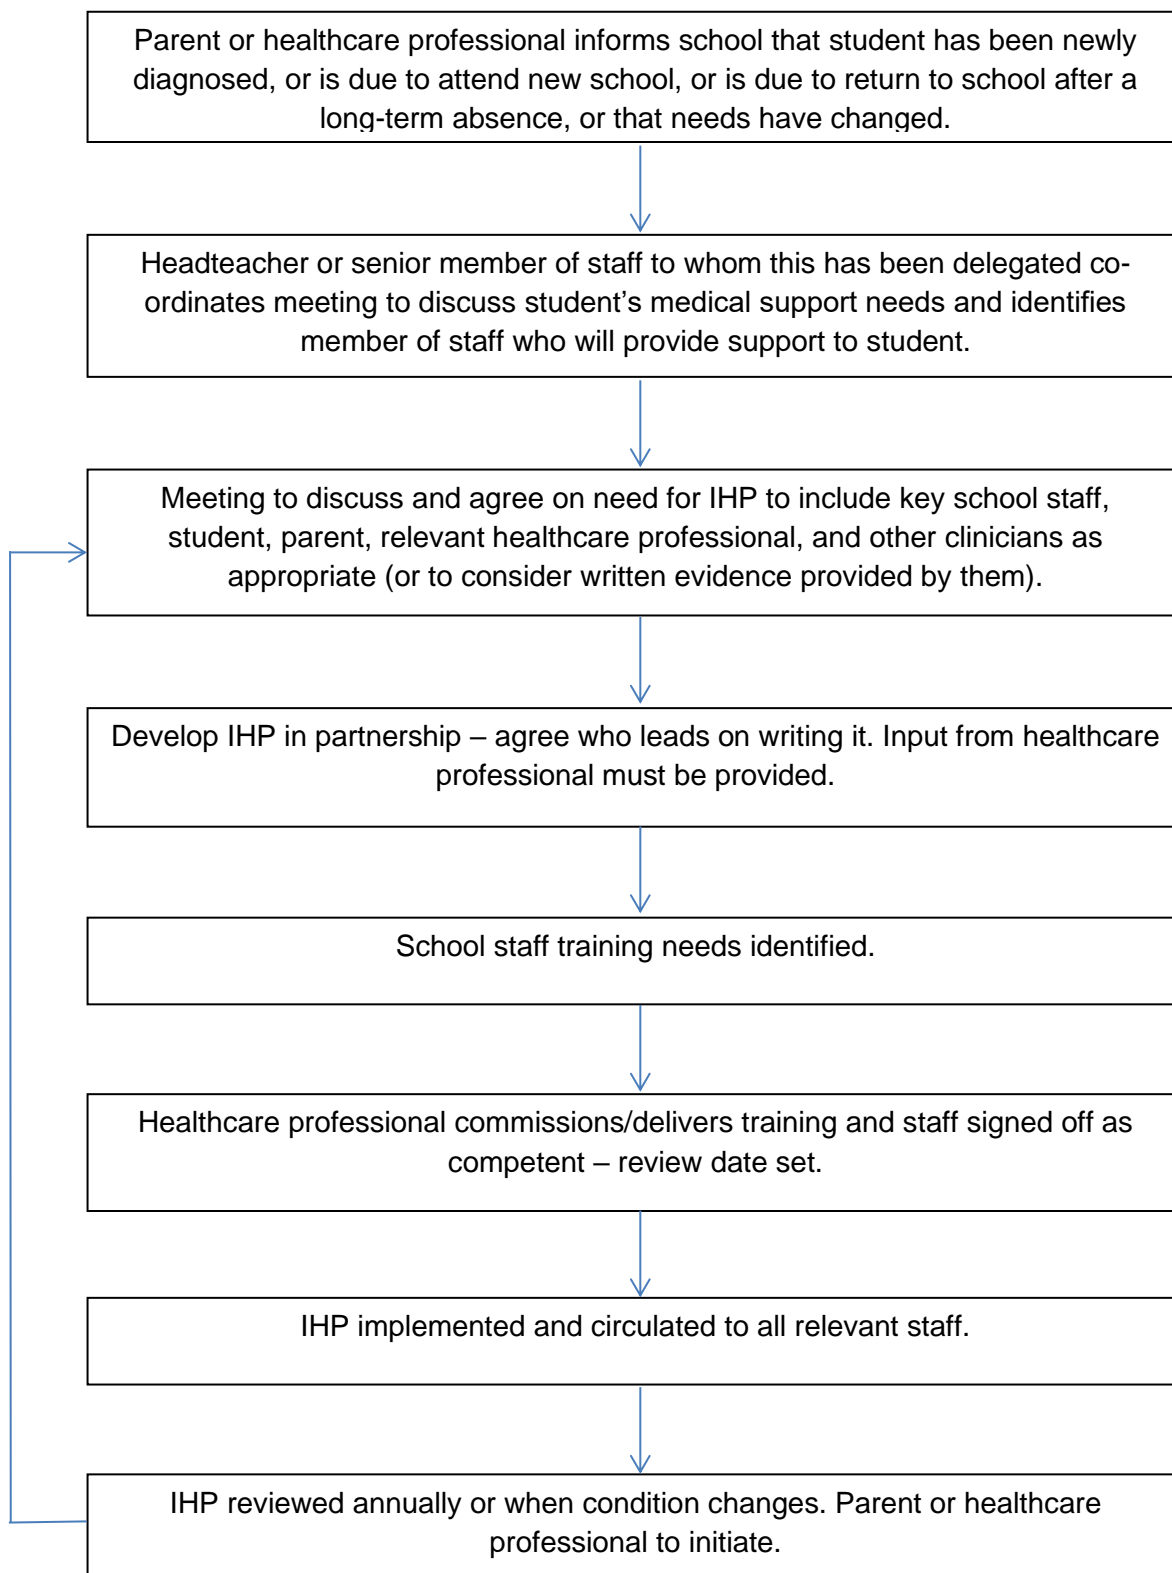 Parent or healthcare professional informs school that student has been newly
diagnosed, or is due to attend new school, or is due to return to school after a
long-term absence, or that needs have changed.
Headteacher or senior member of staff to whom this has been delegated co-
ordinates meeting to discuss student’s medical support needs and identifies
member of staff who will provide support to student.
Meeting to discuss and agree on need for IHP to include key school staff,
student, parent, relevant healthcare professional, and other clinicians as
appropriate (or to consider written evidence provided by them).
Develop IHP in partnership – agree who leads on writing it. Input from healthcare
professional must be provided.
School staff training needs identified.
Healthcare professional commissions/delivers training and staff signed off as
competent – review date set.
IHP implemented and circulated to all relevant staff.
IHP reviewed annually or when condition changes. Parent or healthcare
professional to initiate.